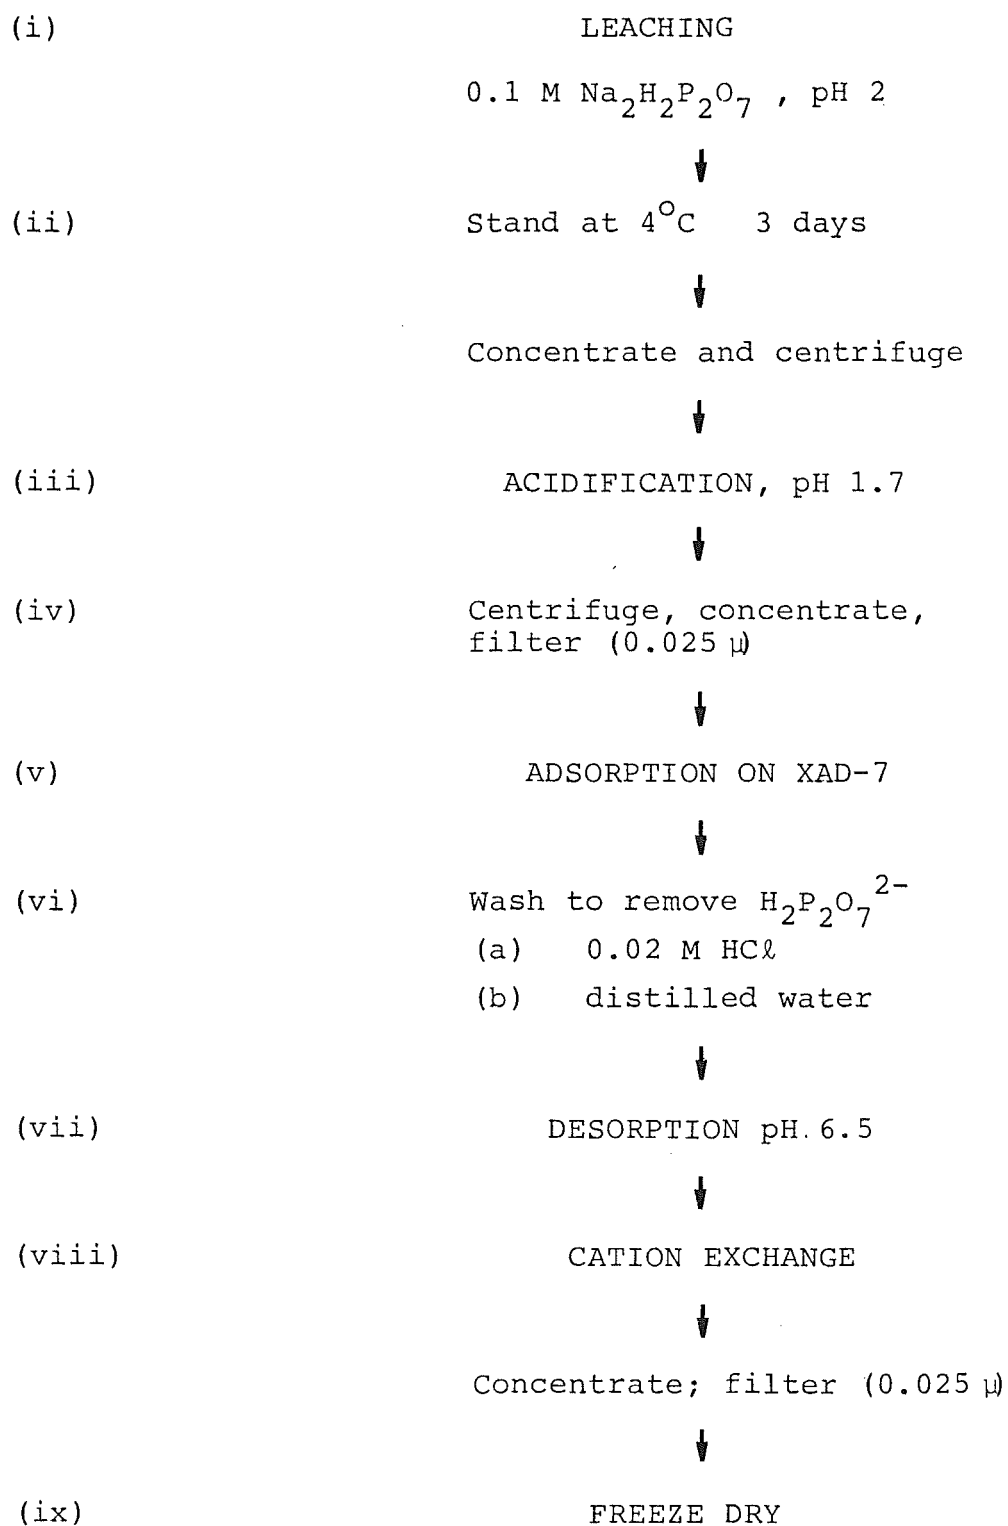 (i) LEACHING
0.1 M Na₂H₂P₂O₇ , pH 2
(ii) Stand at 4°C 3 days
Concentrate and centrifuge
(iii) ACIDIFICATION, pH 1.7
(iv) Centrifuge, concentrate,
filter (0.025 μ)
(v) ADSORPTION ON XAD-7
(vi) Wash to remove H₂P₂O₇²⁻
(a) 0.02 M HCℓ
(b) distilled water
(vii) DESORPTION pH 6.5
(viii) CATION EXCHANGE
Concentrate; filter (0.025 μ)
(ix) FREEZE DRY